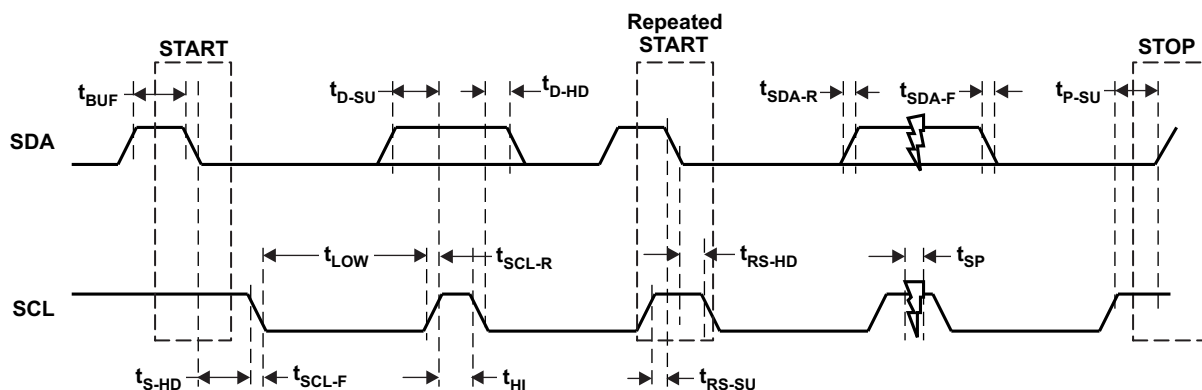 START
Repeated
START
STOP
tBUF
tD-SU
tD-HD
tSDA-R
tSDA-F
tP-SU
SDA
tLOW
tSCL-R
tRS-HD
tSP
SCL
tS-HD
tSCL-F
tHI
tRS-SU